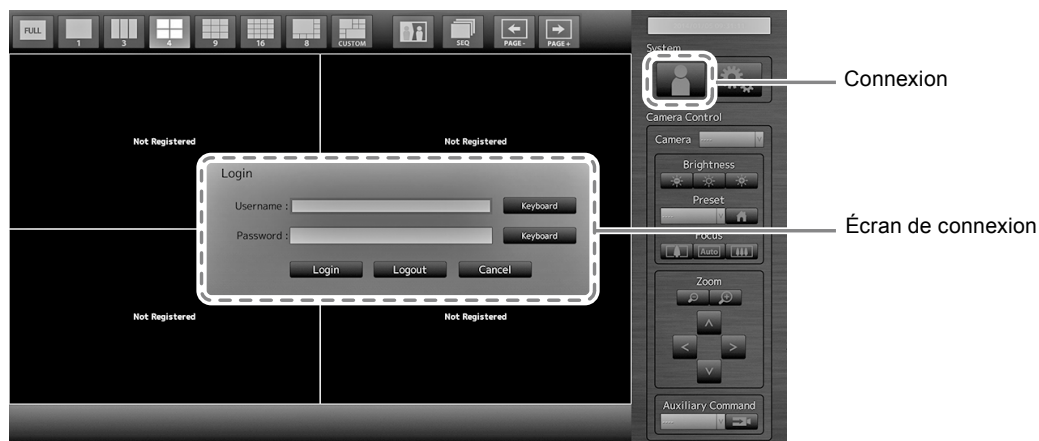 FULL 1 3 4 9 16 8 CUSTOM SEQ PAGE - PAGE +
System
Connexion
Camera Control
Camera ---
Not Registered Not Registered
Brightness
Login
Preset
Username : Keyboard
---
Écran de connexion
Password : Keyboard
Focus
Auto
Login Logout Cancel
Zoom
Not Registered Not Registered
Auxiliary Command
---